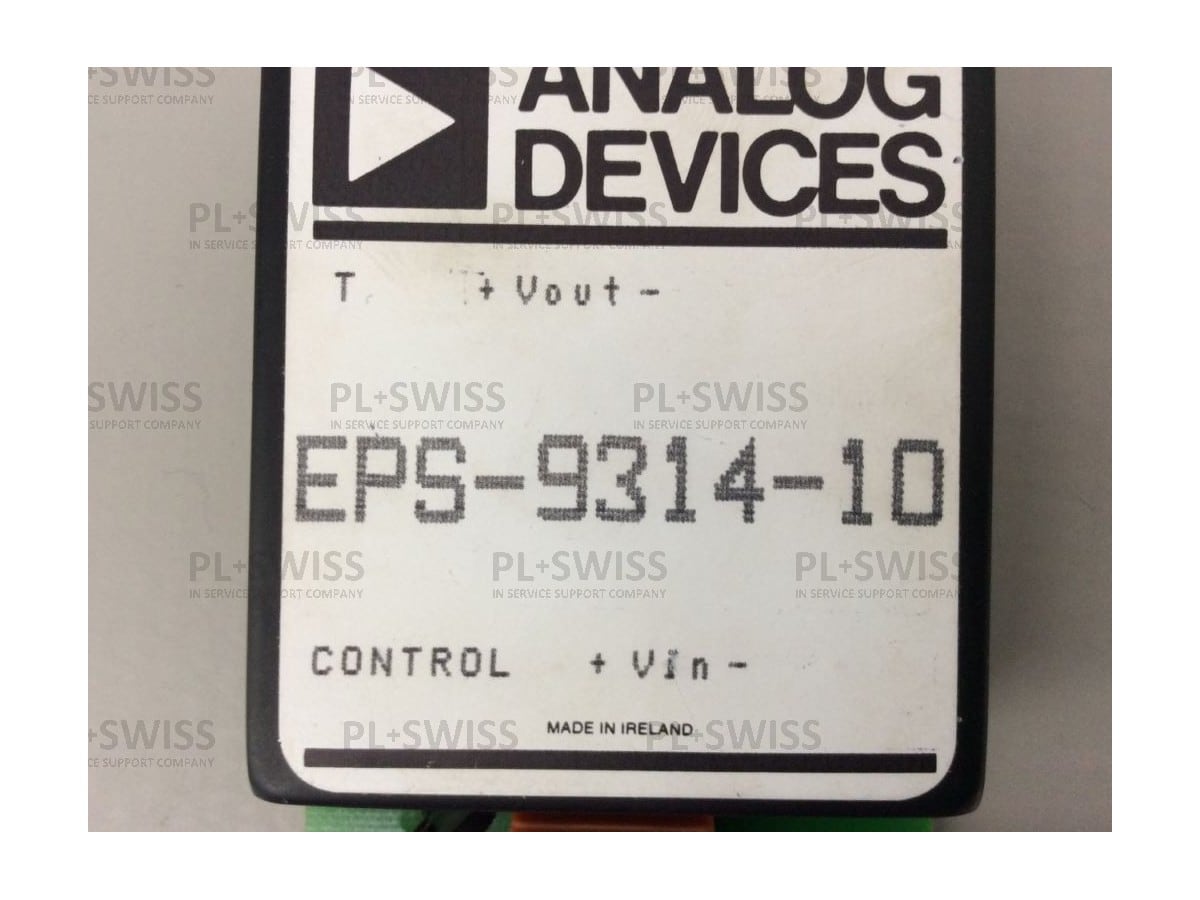 ANALOG
DEVICES
T + Vout -
EPS-9314-10
CONTROL + Vin -
MADE IN IRELAND
PL+SWISS
IN SERVICE SUPPORT COMPANY